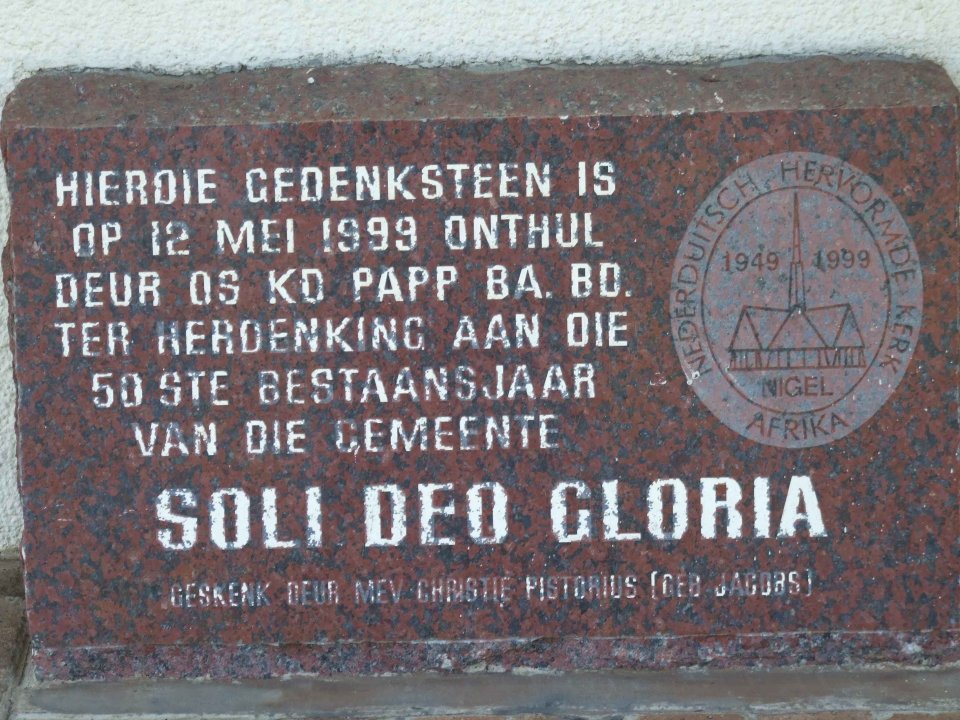 HIERDIE GEDENKSTEEN IS
OP 12 MEI 1999 ONTHUL
DEUR DS KD PAPP BA. BD.
TER HERDENKING AAN DIE
50 STE BESTAANSJAAR
VAN DIE GEMEENTE
SOLI DEO GLORIA
GESKENK DEUR MEV CHRISTIE PISTORIUS (GEB JACOBS)
NEDERDUITSCH HERVORMDE KERK
1949 1999
NIGEL
AFRIKA